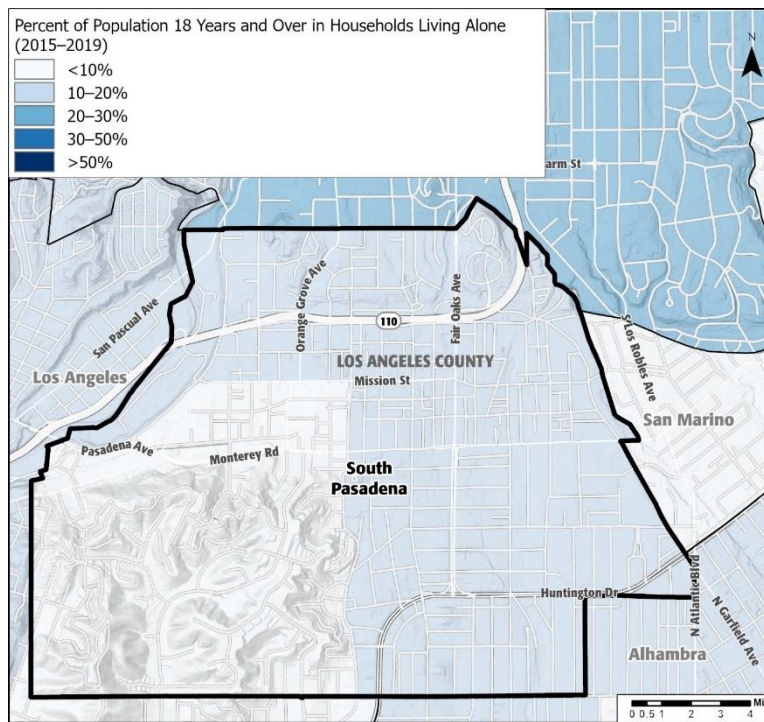 Percent of Population 18 Years and Over in Households Living Alone
(2015–2019)
<10%
10–20%
20–30%
30–50%
>50%
N
arm St
San Pascual Ave
Orange Grove Ave
Fair Oaks Ave
110
S Los Robles Ave
LOS ANGELES COUNTY
Los Angeles
Mission St
San Marino
Pasadena Ave
Monterey Rd
South
Pasadena
Huntington Dr
N Atlantic Blvd
N Garfield Ave
Alhambra
Mi
0 0.5 1 2 3 4